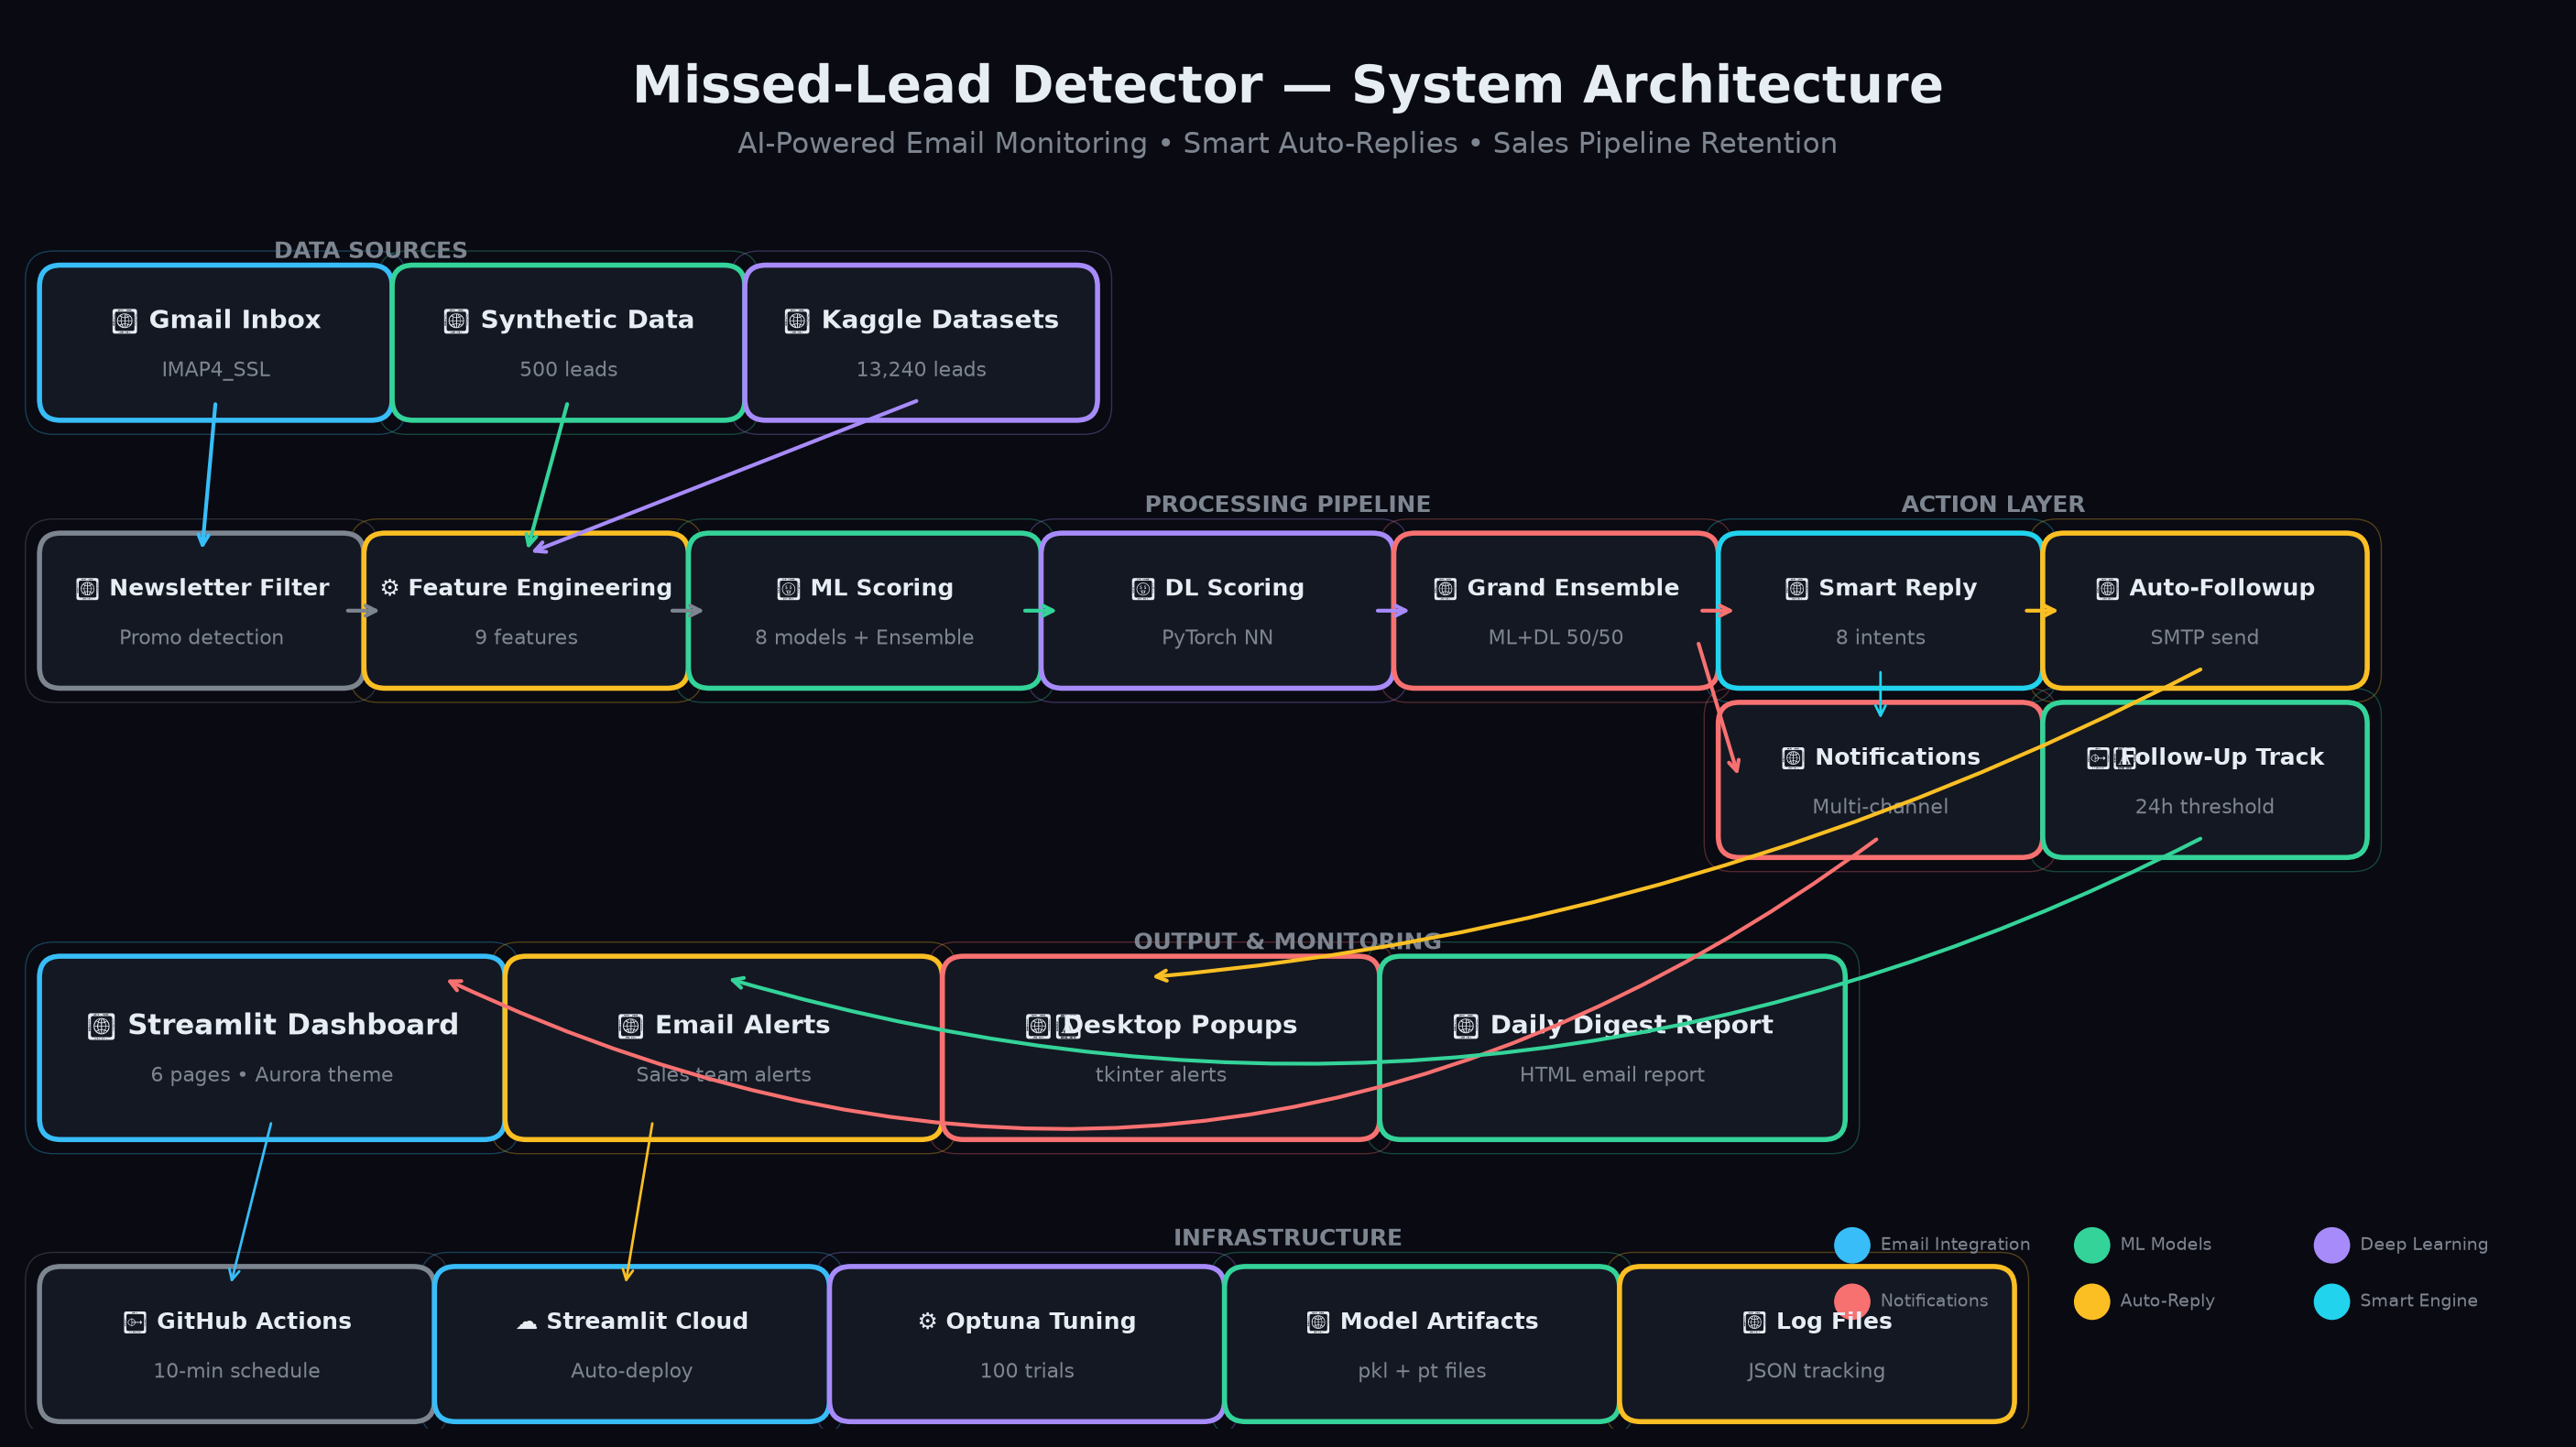 Missed-Lead Detector — System Architecture
AI-Powered Email Monitoring • Smart Auto-Replies • Sales Pipeline Retention
DATA SOURCES
Gmail Inbox
IMAP4_SSL
Synthetic Data
500 leads
Kaggle Datasets
13,240 leads
PROCESSING PIPELINE
ACTION LAYER
Newsletter Filter
Promo detection
⚙ Feature Engineering
9 features
ML Scoring
8 models + Ensemble
DL Scoring
PyTorch NN
Grand Ensemble
ML+DL 50/50
Smart Reply
8 intents
Auto-Followup
SMTP send
Notifications
Multi-channel
Follow-Up Track
24h threshold
OUTPUT & MONITORING
Streamlit Dashboard
6 pages • Aurora theme
Email Alerts
Sales team alerts
Desktop Popups
tkinter alerts
Daily Digest Report
HTML email report
INFRASTRUCTURE
GitHub Actions
10-min schedule
☁ Streamlit Cloud
Auto-deploy
⚙ Optuna Tuning
100 trials
Model Artifacts
pkl + pt files
Log Files
JSON tracking
Email Integration
ML Models
Deep Learning
Notifications
Auto-Reply
Smart Engine